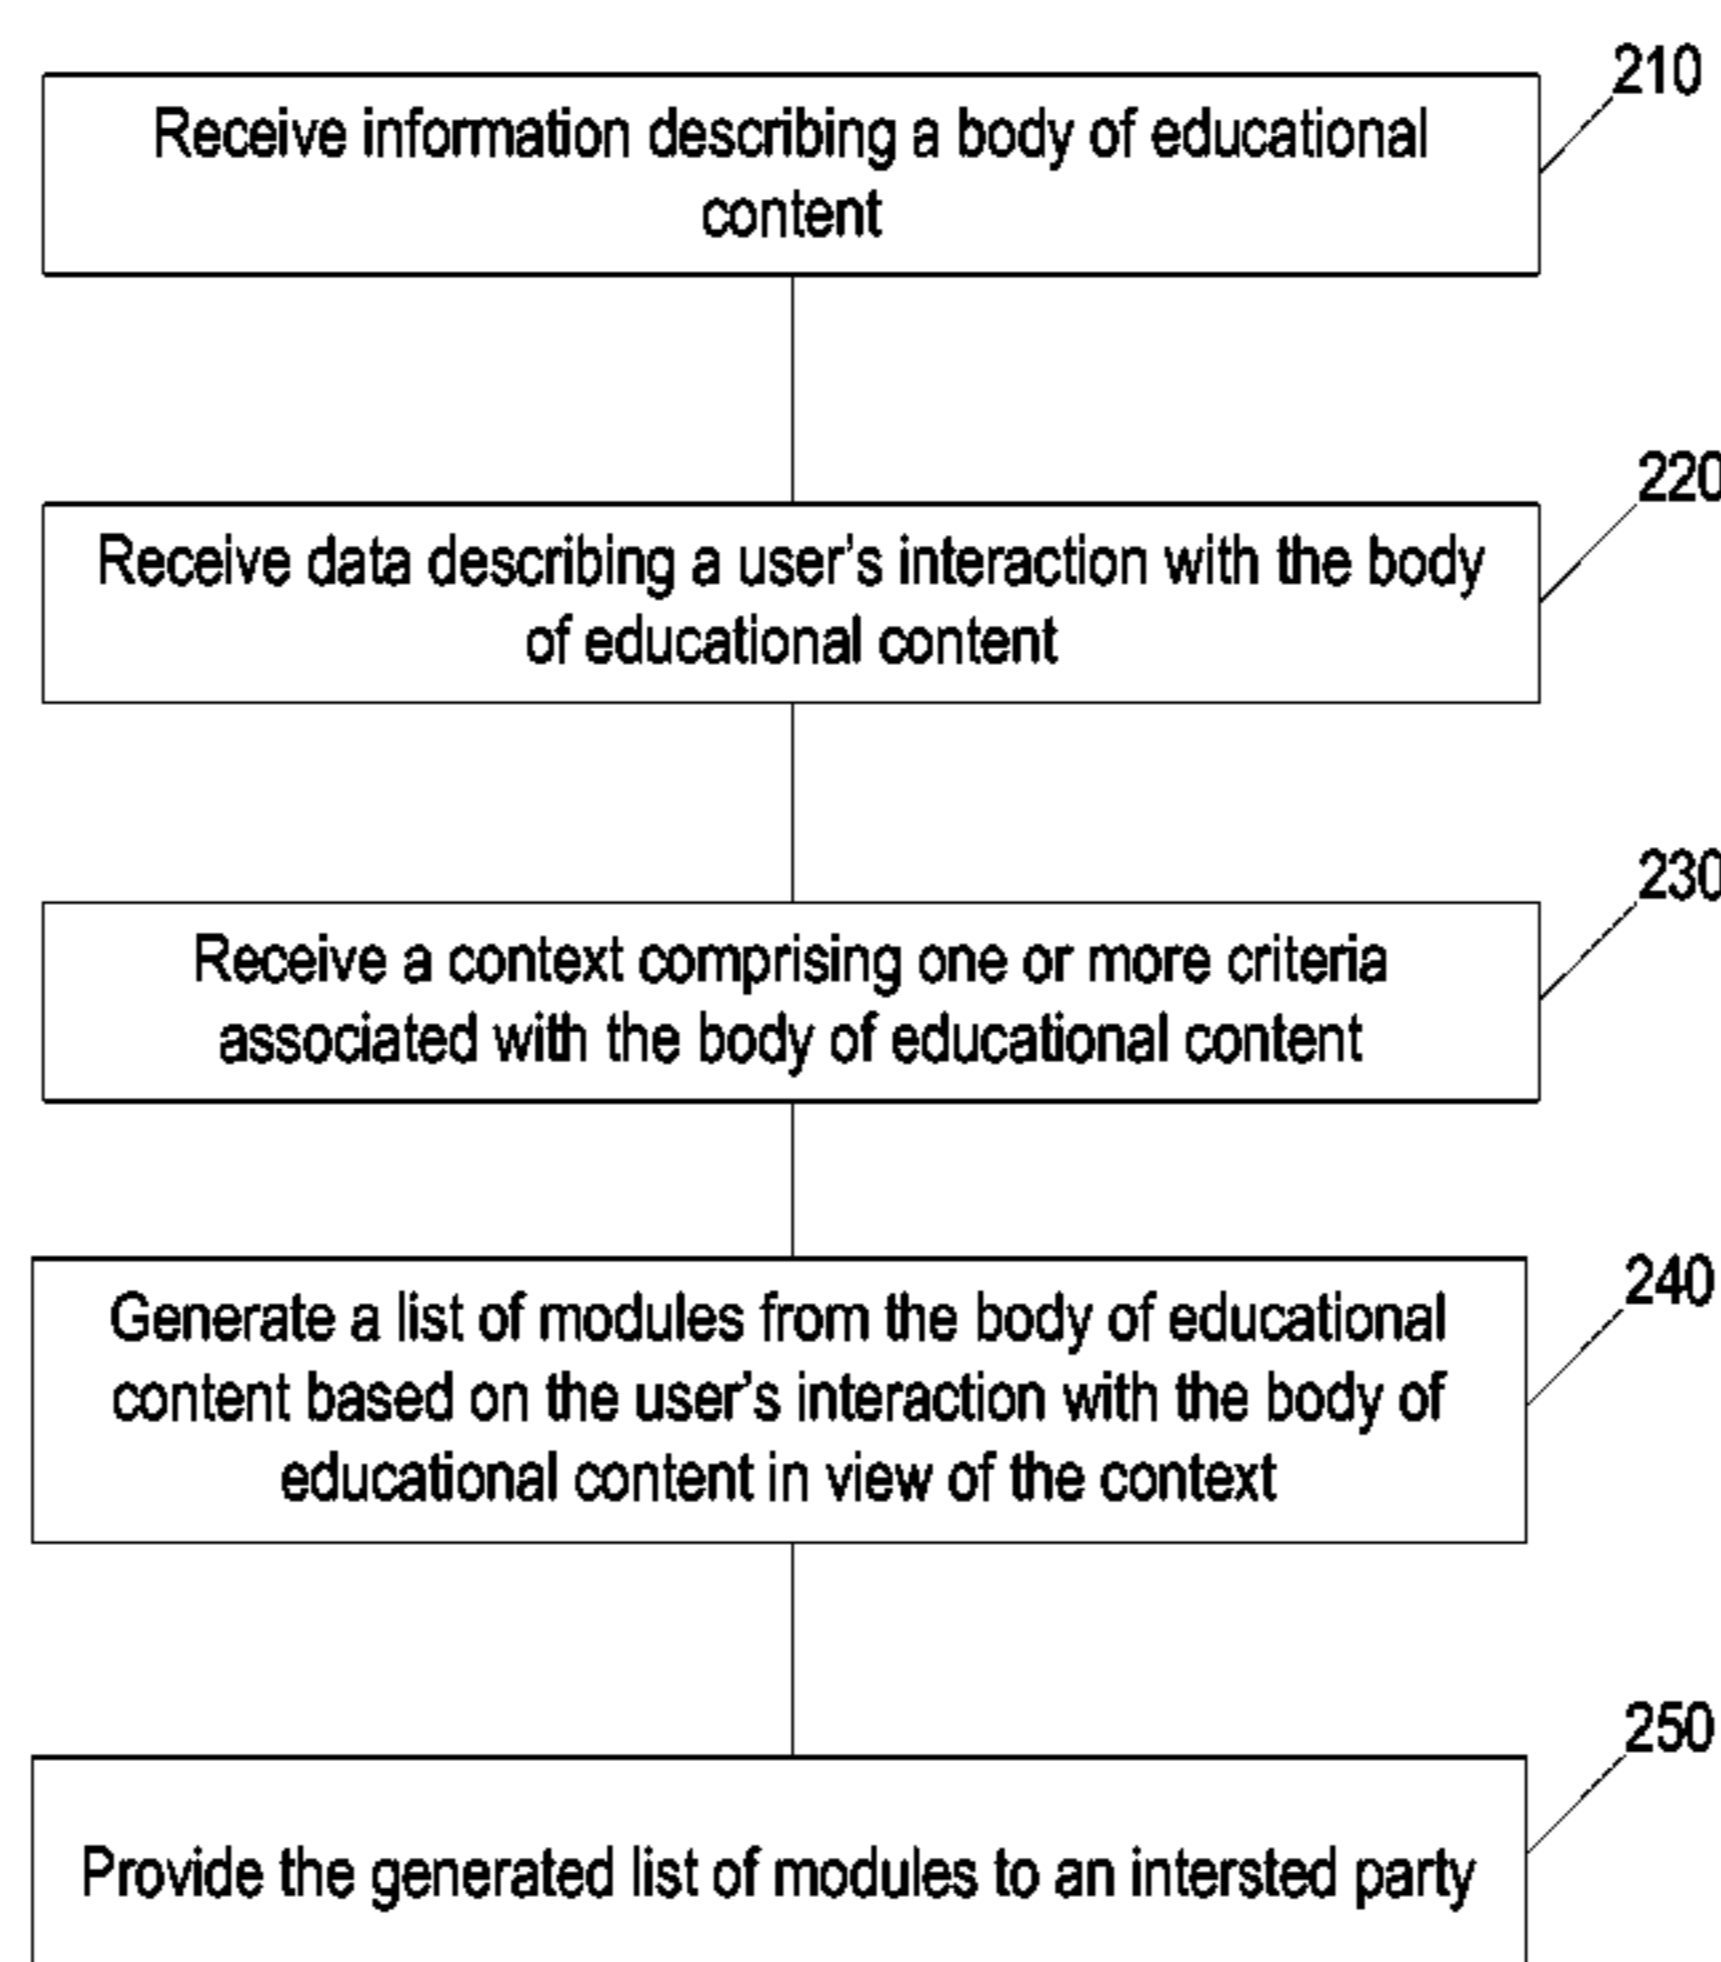 210
Receive information describing a body of educational
content
220
Receive data describing a user's interaction with the body
of educational content
230
Receive a context comprising one or more criteria
associated with the body of educational content
240
Generate a list of modules from the body of educational
content based on the user's interaction with the body of
educational content in view of the context
250
Provide the generated list of modules to an intersted party